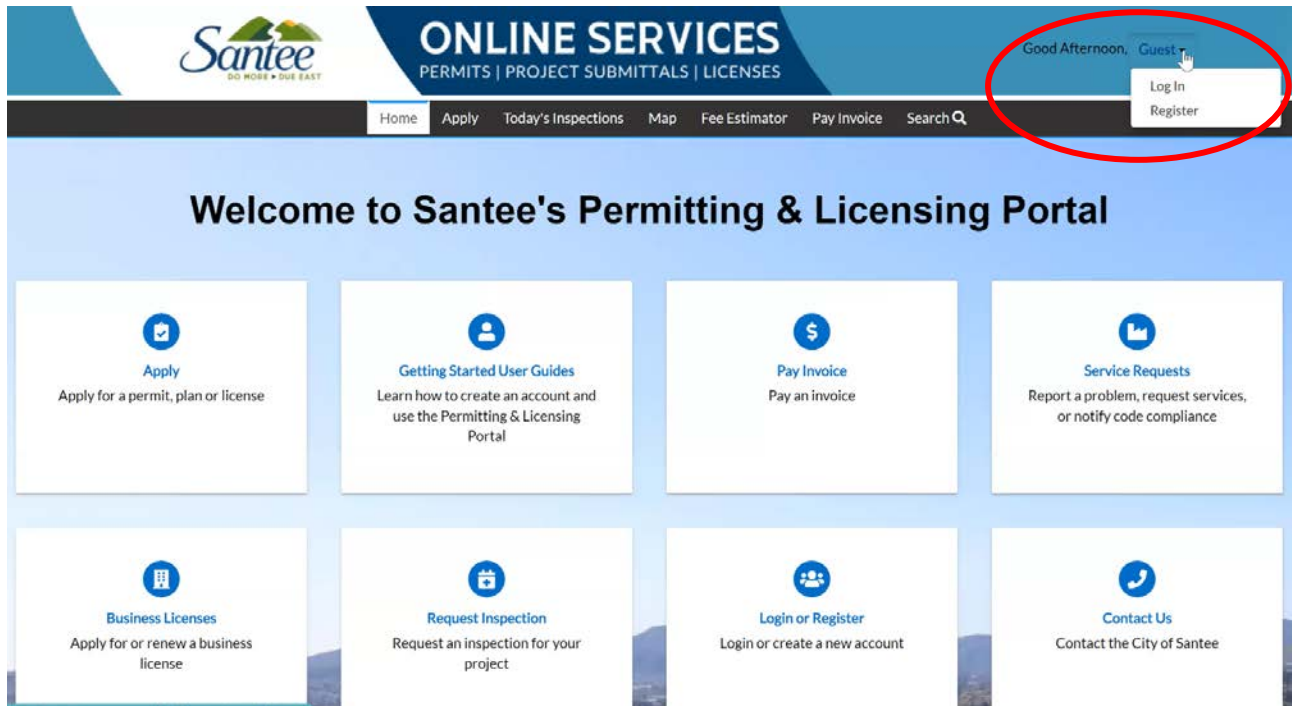 Santee
DO MORE • DUE EAST
ONLINE SERVICES
PERMITS | PROJECT SUBMITTALS | LICENSES
Good Afternoon, Guest
Log In
Register
Home Apply Today's Inspections Map Fee Estimator Pay Invoice Search
Welcome to Santee's Permitting & Licensing Portal
Apply
Apply for a permit, plan or license
Getting Started User Guides
Learn how to create an account and
use the Permitting & Licensing
Portal
Pay Invoice
Pay an invoice
Service Requests
Report a problem, request services,
or notify code compliance
Business Licenses
Apply for or renew a business
license
Request Inspection
Request an inspection for your
project
Login or Register
Login or create a new account
Contact Us
Contact the City of Santee